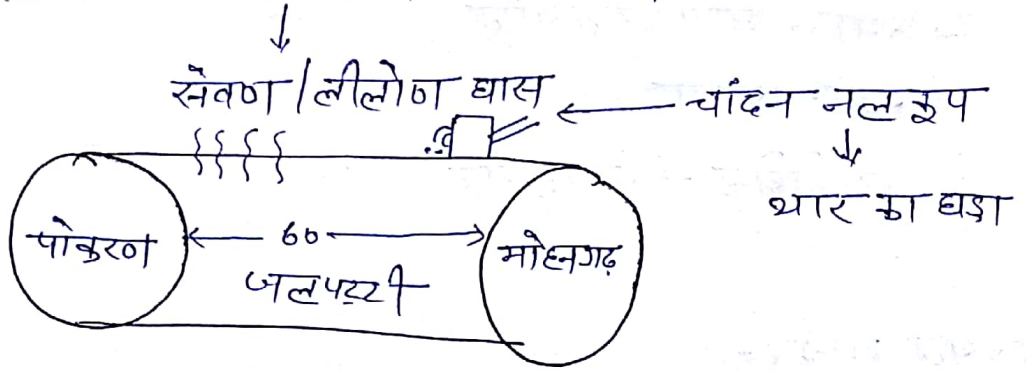 ↓
सेवण / लीलोण घास ← चांदन नलकूप
↓
थार का घड़ा
पोकरण ← 60 → मोहनगढ़
जलपट्टी